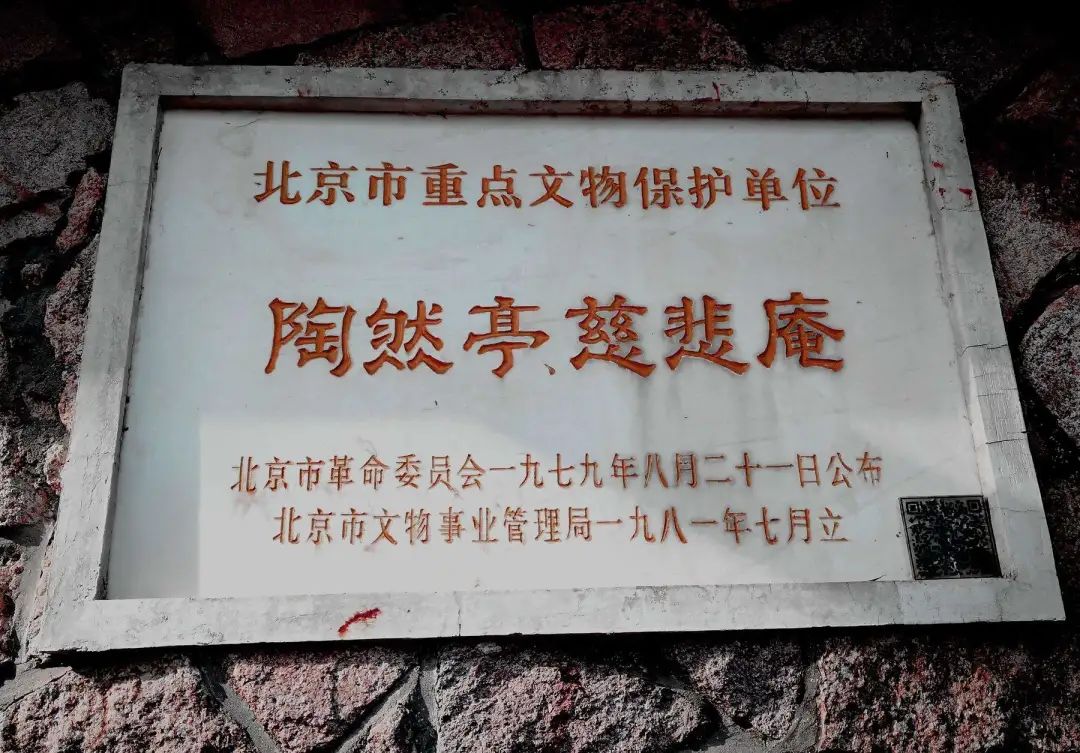 北京市重点文物保护单位
陶然亭、慈悲庵
北京市革命委员会一九七九年八月二十一日公布
北京市文物事业管理局一九八一年七月立